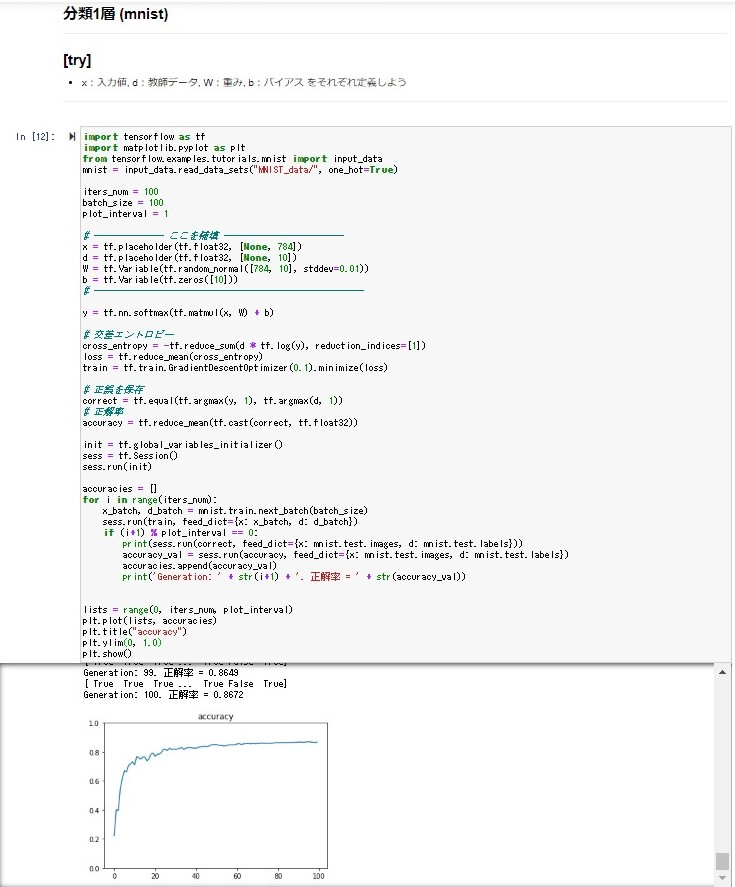 分類1層 (mnist)
[try]
• x：入力値, d：教師データ, W：重み, b：バイアス をそれぞれ定義しよう
In [12]:
import tensorflow as tf
import matplotlib.pyplot as plt
from tensorflow.examples.tutorials.mnist import input_data
mnist = input_data.read_data_sets("MNIST_data/", one_hot=True)
iters_num = 100
batch_size = 100
plot_interval = 1
# ────────── ここを補填 ──────────
x = tf.placeholder(tf.float32, [None, 784])
d = tf.placeholder(tf.float32, [None, 10])
W = tf.Variable(tf.random_normal([784, 10], stddev=0.01))
b = tf.Variable(tf.zeros([10]))
# ──────────────────────────
y = tf.nn.softmax(tf.matmul(x, W) + b)
# 交差エントロピー
cross_entropy = -tf.reduce_sum(d * tf.log(y), reduction_indices=[1])
loss = tf.reduce_mean(cross_entropy)
train = tf.train.GradientDescentOptimizer(0.1).minimize(loss)
# 正誤を保存
correct = tf.equal(tf.argmax(y, 1), tf.argmax(d, 1))
# 正解率
accuracy = tf.reduce_mean(tf.cast(correct, tf.float32))
init = tf.global_variables_initializer()
sess = tf.Session()
sess.run(init)
accuracies = []
for i in range(iters_num):
x_batch, d_batch = mnist.train.next_batch(batch_size)
sess.run(train, feed_dict={x: x_batch, d: d_batch})
if (i+1) % plot_interval == 0:
print(sess.run(correct, feed_dict={x: mnist.test.images, d: mnist.test.labels}))
accuracy_val = sess.run(accuracy, feed_dict={x: mnist.test.images, d: mnist.test.labels})
accuracies.append(accuracy_val)
print('Generation: ' + str(i+1) + '. 正解率 = ' + str(accuracy_val))
lists = range(0, iters_num, plot_interval)
plt.plot(lists, accuracies)
plt.title("accuracy")
plt.ylim(0, 1.0)
plt.show()
[ True True True ... True False True]
Generation: 99. 正解率 = 0.8649
[ True True True ... True False True]
Generation: 100. 正解率 = 0.8672
accuracy
1.0
0.8
0.6
0.4
0.2
0.0
0 20 40 60 80 100